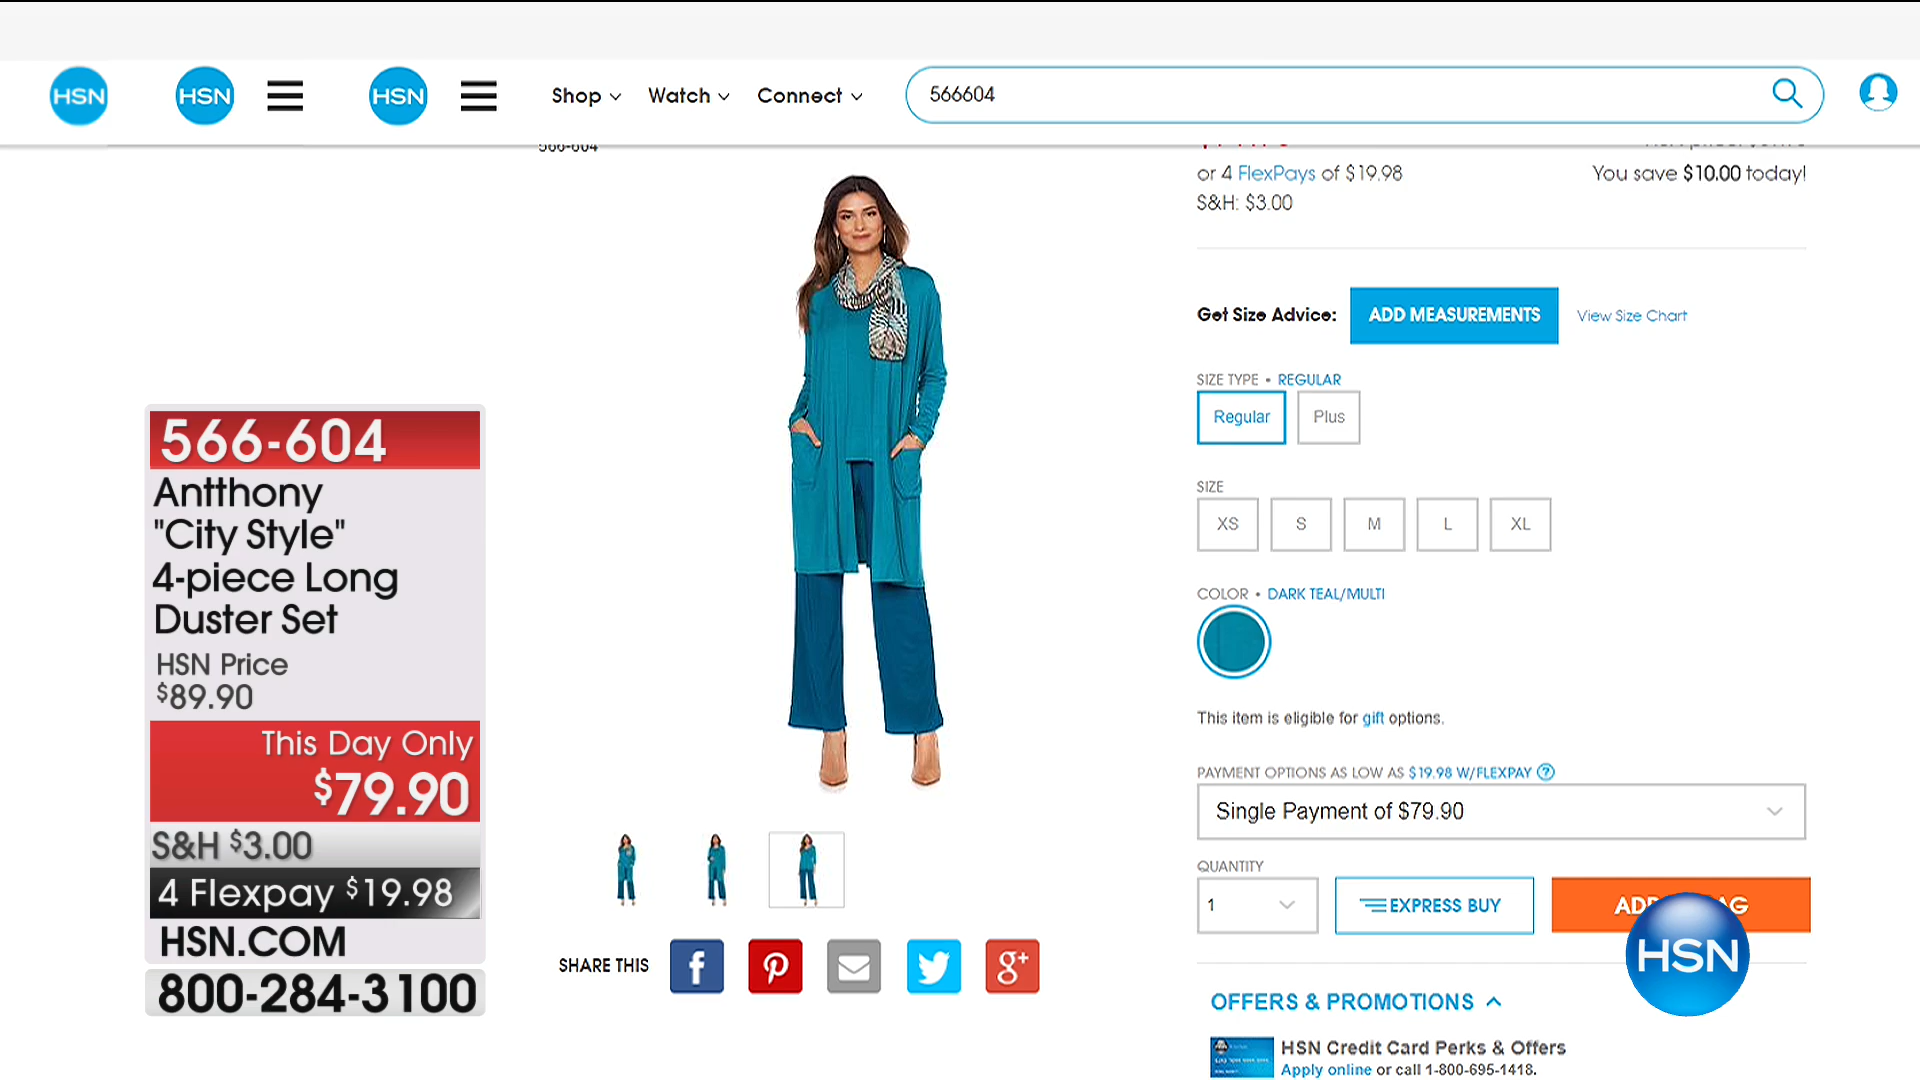 HSN
HSN
HSN
Shop
Watch
Connect
566604
566-604
or 4 FlexPays of $19.98
You save $10.00 today!
S&H: $3.00
Get Size Advice:
ADD MEASUREMENTS
View Size Chart
SIZE TYPE • REGULAR
Regular
Plus
SIZE
XS
S
M
L
XL
COLOR • DARK TEAL/MULTI
This item is eligible for gift options.
PAYMENT OPTIONS AS LOW AS $19.98 W/FLEXPAY ?
Single Payment of $79.90
QUANTITY
1
EXPRESS BUY
HSN
OFFERS & PROMOTIONS
HSN Credit Card Perks & Offers
Apply online or call 1-800-695-1418.
566-604
Antthony
"City Style"
4-piece Long
Duster Set
HSN Price
$89.90
This Day Only
$79.90
S&H $3.00
4 Flexpay $19.98
HSN.COM
800-284-3100
SHARE THIS
f
g+